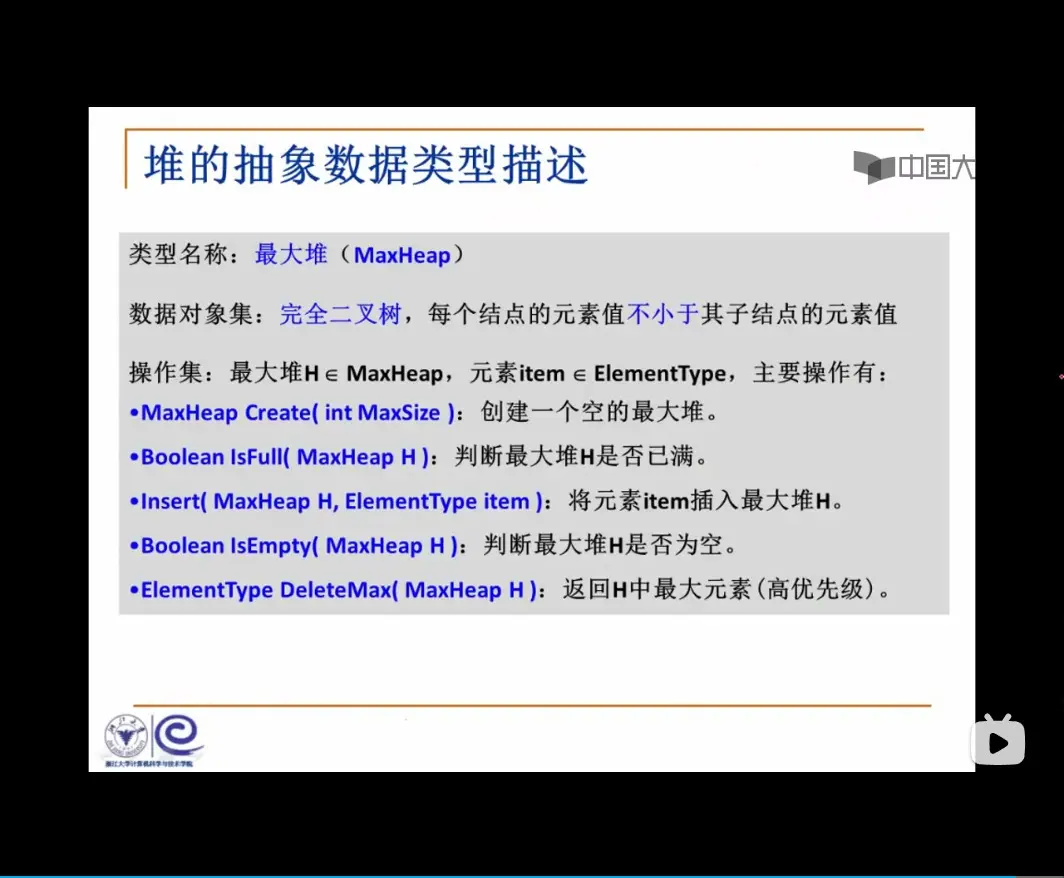 堆的抽象数据类型描述
中国大
类型名称：最大堆（MaxHeap）
数据对象集：完全二叉树，每个结点的元素值不小于其子结点的元素值
操作集：最大堆H ∈ MaxHeap，元素item ∈ ElementType，主要操作有：
•MaxHeap Create( int MaxSize )：创建一个空的最大堆。
•Boolean IsFull( MaxHeap H )：判断最大堆H是否已满。
•Insert( MaxHeap H, ElementType item )：将元素item插入最大堆H。
•Boolean IsEmpty( MaxHeap H )：判断最大堆H是否为空。
•ElementType DeleteMax( MaxHeap H )：返回H中最大元素(高优先级)。
浙江大学计算机科学与技术学院